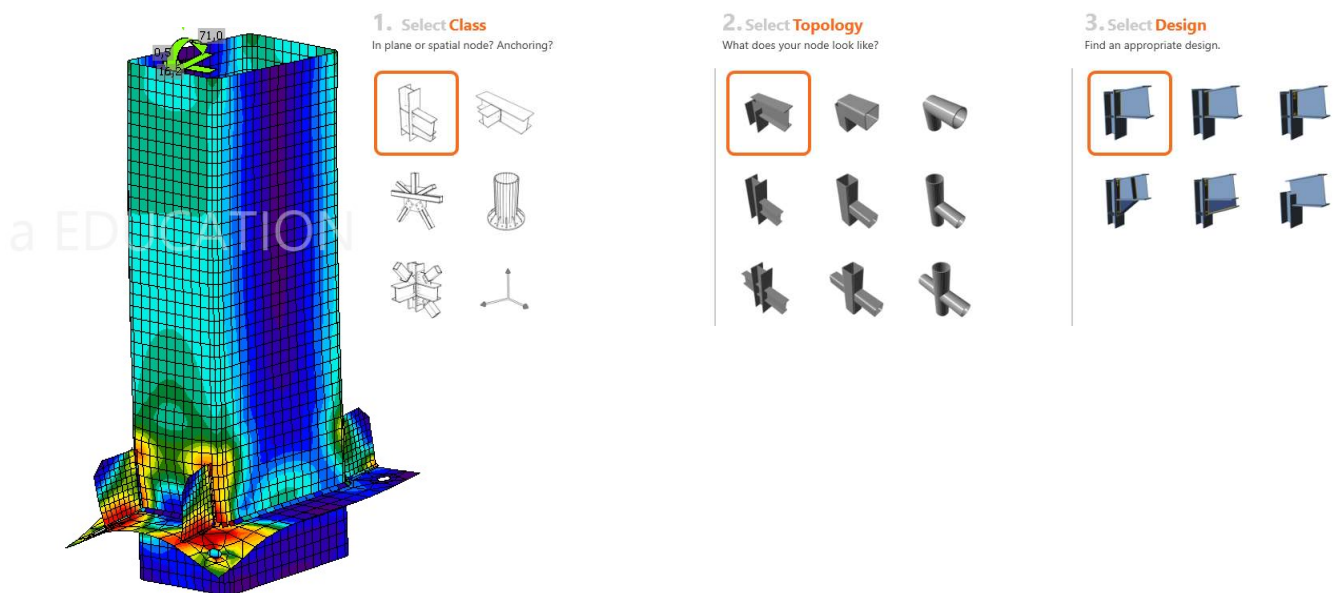 71,0
0,5
16,2
a EDUCATION
1. Select Class
In plane or spatial node? Anchoring?
2. Select Topology
What does your node look like?
3. Select Design
Find an appropriate design.